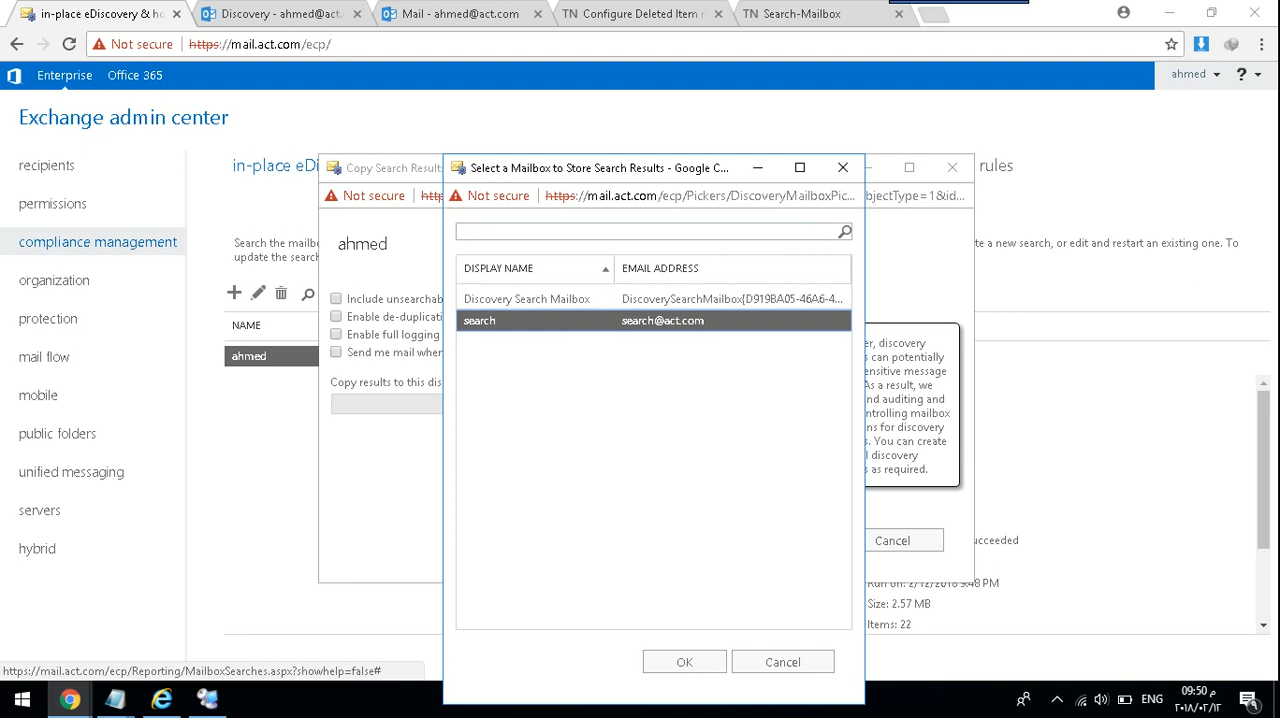 in-place eDiscovery & ho
Discovery - ahmed@act.co
Mail - ahmed@act.com
TN Configure Deleted Item r
TN Search-Mailbox
Not secure https://mail.act.com/ecp/
Enterprise Office 365
ahmed
?
Exchange admin center
recipients
permissions
compliance management
organization
protection
mail flow
mobile
public folders
unified messaging
servers
hybrid
in-place eDi
rules
Search the mailbo
update the search
e a new search, or edit and restart an existing one. To
NAME
ahmed
Copy Search Result
Not secure http
bjectType=1&id...
ahmed
Include unsearchab
Enable de-duplicati
Enable full logging
Send me mail when
Copy results to this dis
Select a Mailbox to Store Search Results - Google C...
Not secure https://mail.act.com/ecp/Pickers/DiscoveryMailboxPic...
DISPLAY NAME EMAIL ADDRESS
Discovery Search Mailbox DiscoverySearchMailbox{D919BA05-46A6-4...
search search@act.com
OK Cancel
er, discovery
s can potentially
ensitive message
As a result, we
nd auditing and
ontrolling mailbox
ns for discovery
s. You can create
l discovery
s as required.
Cancel
ucceeded
Run on: 2/12/2018 9:48 PM
Size: 2.57 MB
Items: 22
https://mail.act.com/ecp/Reporting/MailboxSearches.aspx?showhelp=false#
ENG
09:50 م
٢٠١٨/٠٢/١٢